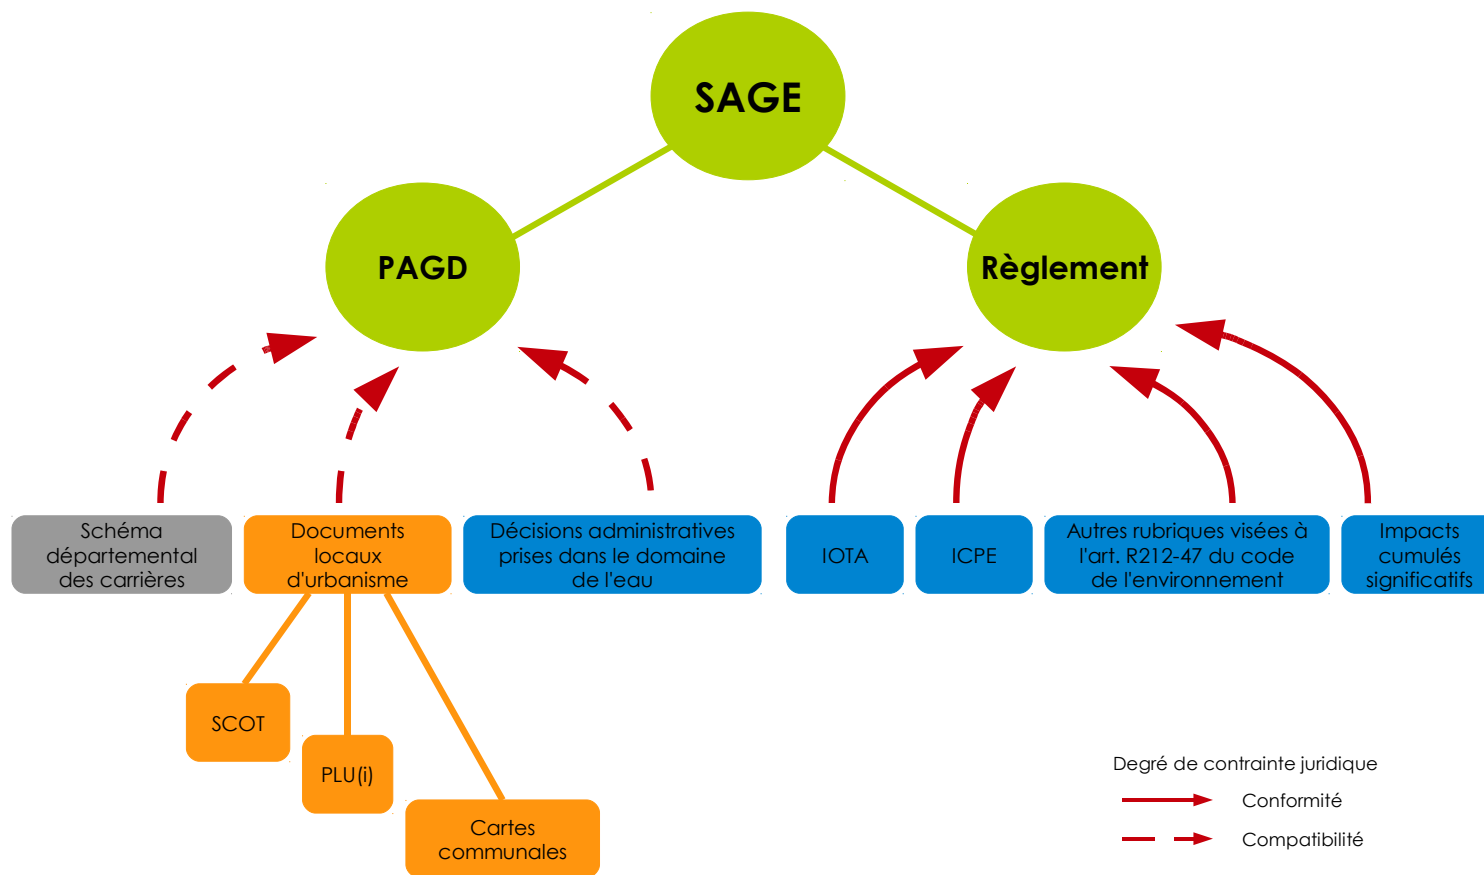 SAGE
PAGD
Règlement
Schéma
départemental
des carrières
Documents
locaux
d'urbanisme
Décisions administratives
prises dans le domaine
de l'eau
IOTA
ICPE
Autres rubriques visées à
l'art. R212-47 du code
de l'environnement
Impacts
cumulés
significatifs
SCOT
PLU(i)
Cartes
communales
Degré de contrainte juridique
Conformité
Compatibilité